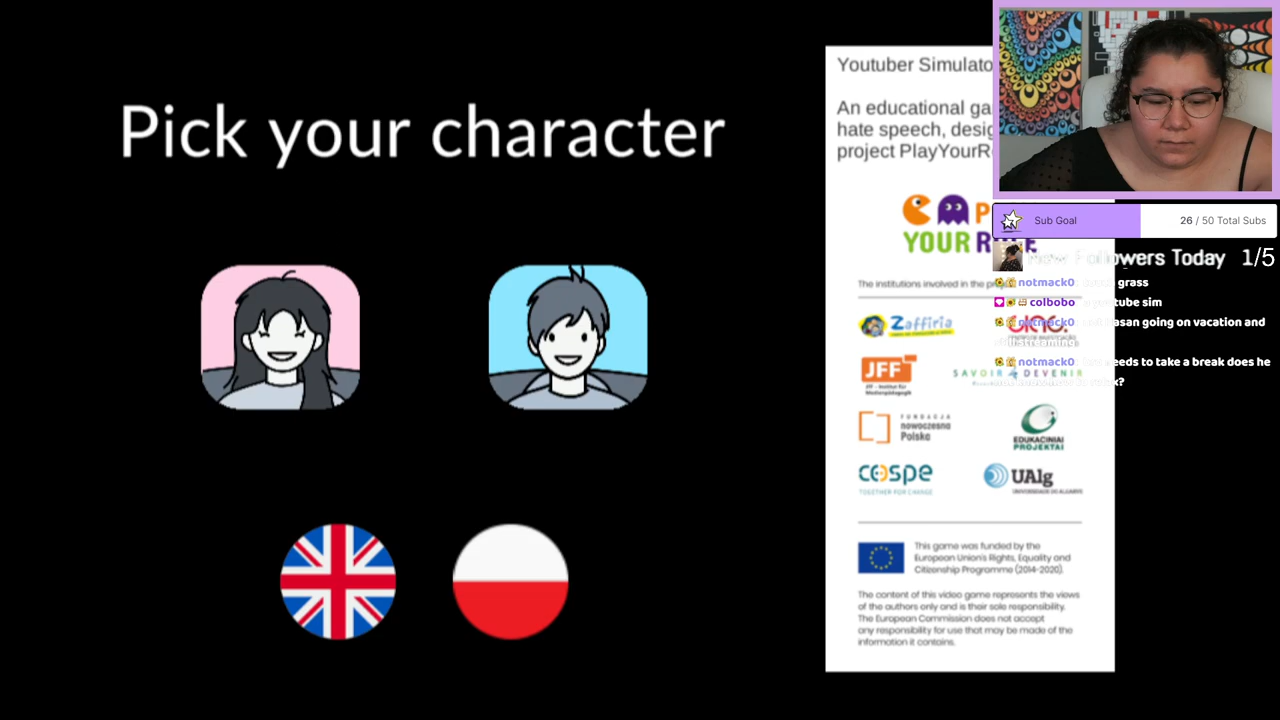 Pick your character
Youtuber Simulato
An educational ga
hate speech, desig
project PlayYourR
P
YOUR R E
The institutions involved in the
Zaffiria
JFF
JFF - Institut für
Medienpädagogik
SAVOIR DEVENIR
FUNDACJA
nowoczesna
Polska
EDUKACINIAI
PROJEKTAI
cospe
TOGETHER FOR CHANGE
UAlg
UNIVERSIDADE DO ALGARVE
This game was funded by the
European Union's Rights, Equality and
Citizenship Programme (2014-2020).
The content of this video game represents the views
of the authors only and is their sole responsibility.
The European Commission does not accept
any responsibility for use that may be made of the
information it contains.
Sub Goal
26 / 50 Total Subs
New Followers Today 1/5
notmack0 grass
colbobo sim
notmack0 going on vacation and
notmack0 needs to take a break does he